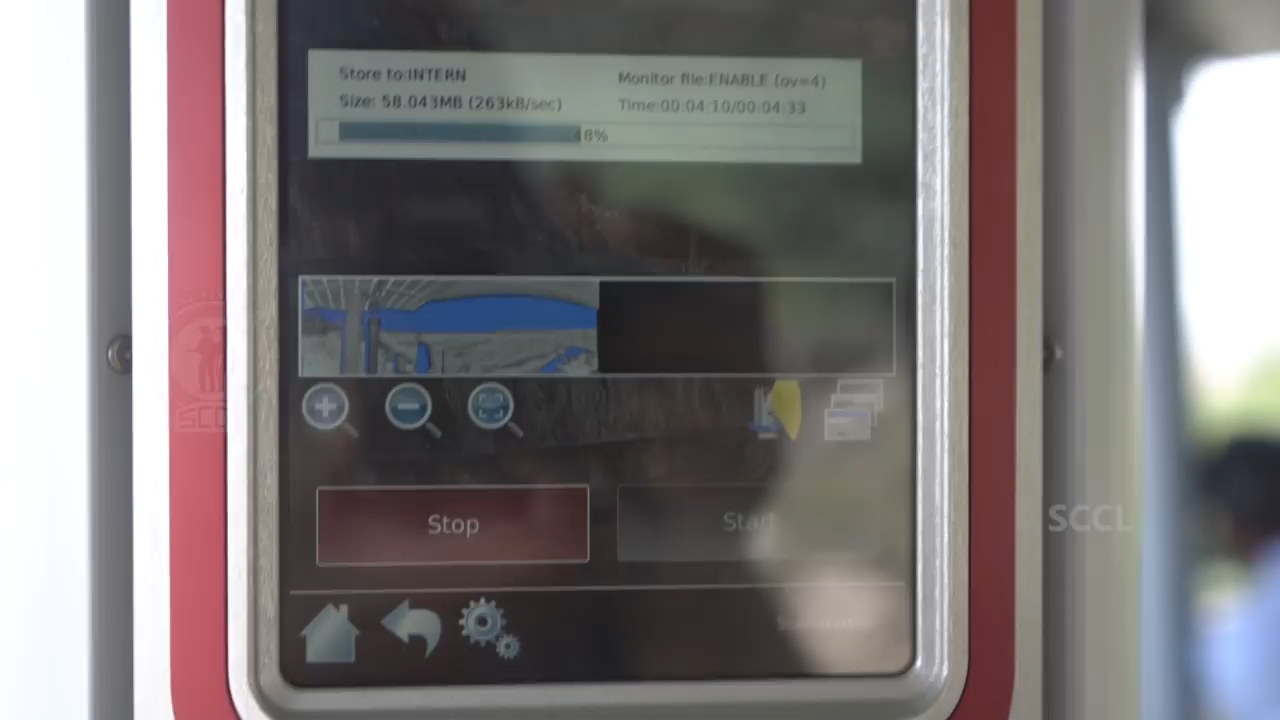 Store to:INTERN
Monitor file:ENABLE (ov=4)
Size: 58.043MB (263kB/sec)
Time:00:04:10/00:04:33
8%
Stop
Start
SCCL